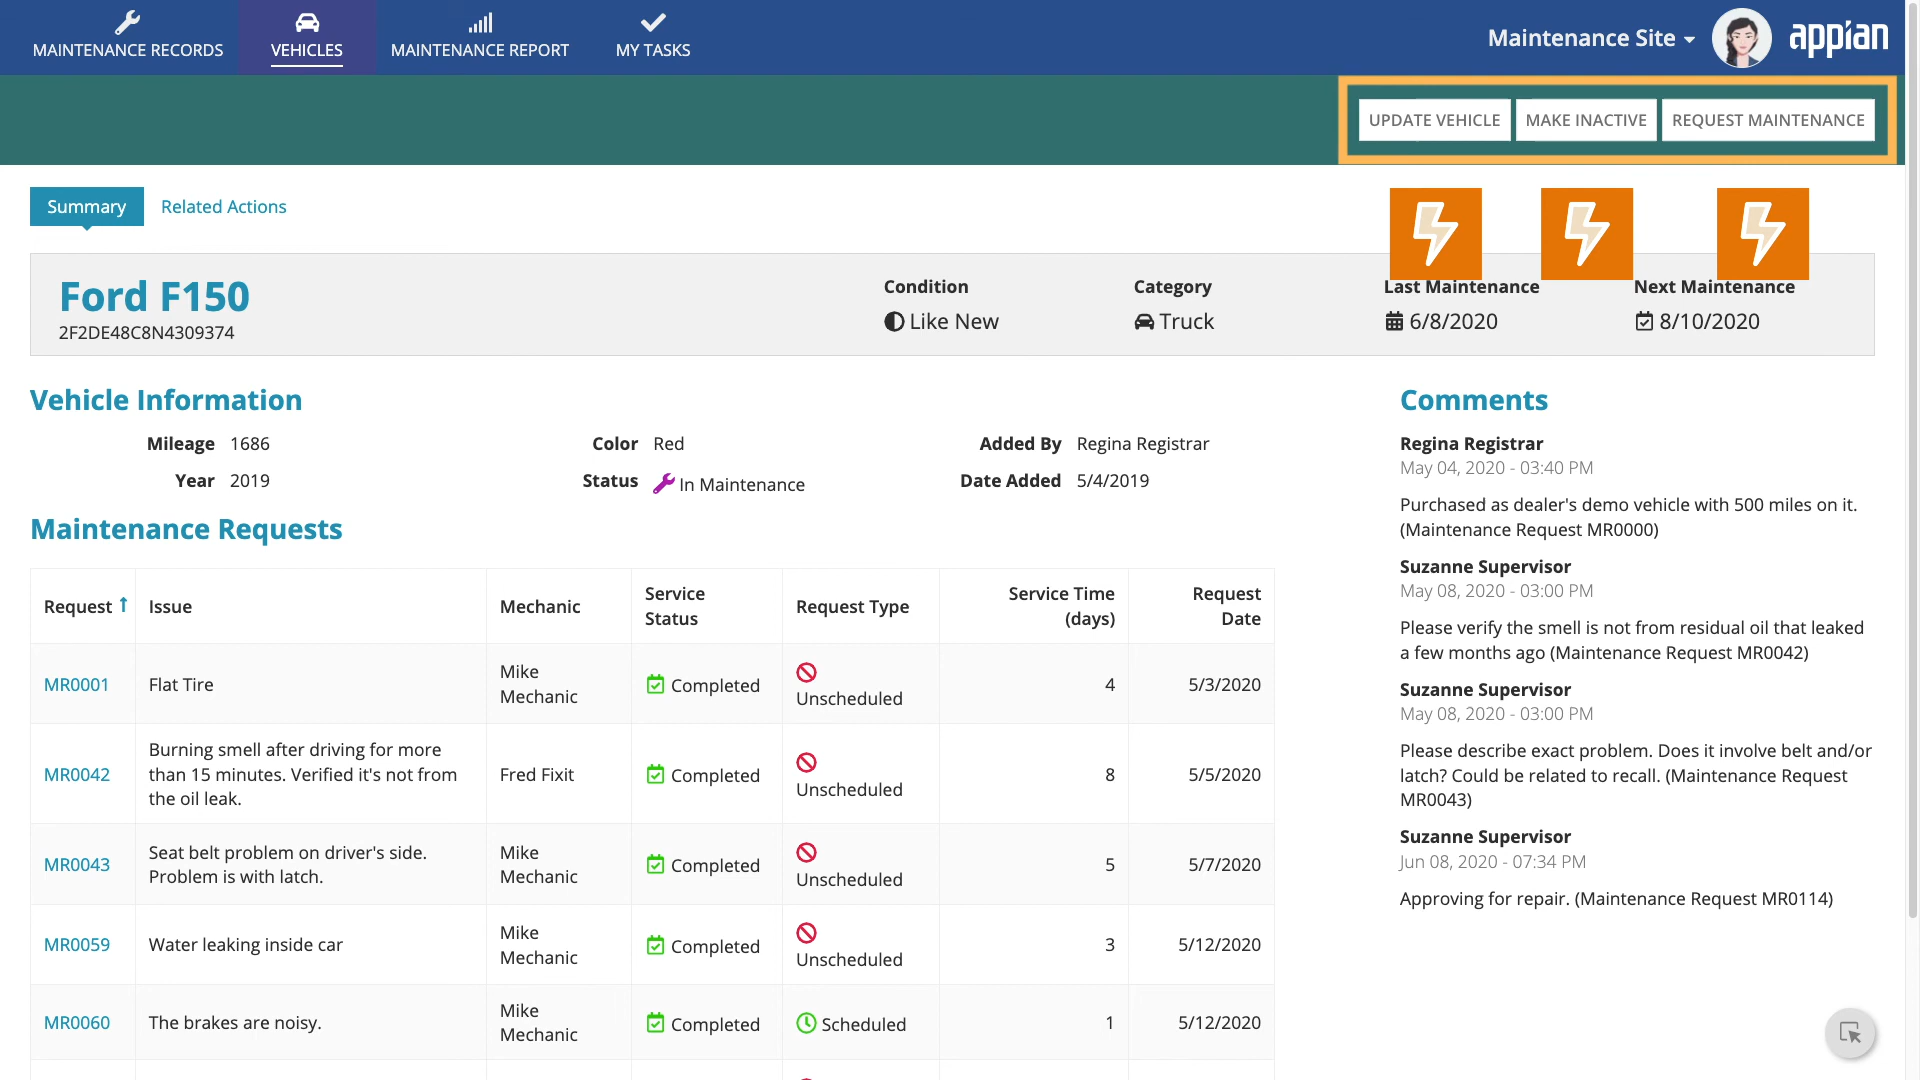 MAINTENANCE RECORDS
VEHICLES
MAINTENANCE REPORT
MY TASKS
Maintenance Site
appian
UPDATE VEHICLE
MAKE INACTIVE
REQUEST MAINTENANCE
Summary
Related Actions
Ford F150
2F2DE48C8N4309374
Condition
Like New
Category
Truck
Last Maintenance
6/8/2020
Next Maintenance
8/10/2020
Vehicle Information
Mileage 1686
Year 2019
Color Red
Status In Maintenance
Added By Regina Registrar
Date Added 5/4/2019
Maintenance Requests
Request
Issue
Mechanic
Service
Status
Request Type
Service Time
(days)
Request
Date
MR0001
Flat Tire
Mike
Mechanic
Completed
Unscheduled
4
5/3/2020
MR0042
Burning smell after driving for more
than 15 minutes. Verified it's not from
the oil leak.
Fred Fixit
Completed
Unscheduled
8
5/5/2020
MR0043
Seat belt problem on driver's side.
Problem is with latch.
Mike
Mechanic
Completed
Unscheduled
5
5/7/2020
MR0059
Water leaking inside car
Mike
Mechanic
Completed
Unscheduled
3
5/12/2020
MR0060
The brakes are noisy.
Mike
Mechanic
Completed
Scheduled
1
5/12/2020
Comments
Regina Registrar
May 04, 2020 - 03:40 PM
Purchased as dealer's demo vehicle with 500 miles on it.
(Maintenance Request MR0000)
Suzanne Supervisor
May 08, 2020 - 03:00 PM
Please verify the smell is not from residual oil that leaked
a few months ago (Maintenance Request MR0042)
Suzanne Supervisor
May 08, 2020 - 03:00 PM
Please describe exact problem. Does it involve belt and/or
latch? Could be related to recall. (Maintenance Request
MR0043)
Suzanne Supervisor
Jun 08, 2020 - 07:34 PM
Approving for repair. (Maintenance Request MR0114)